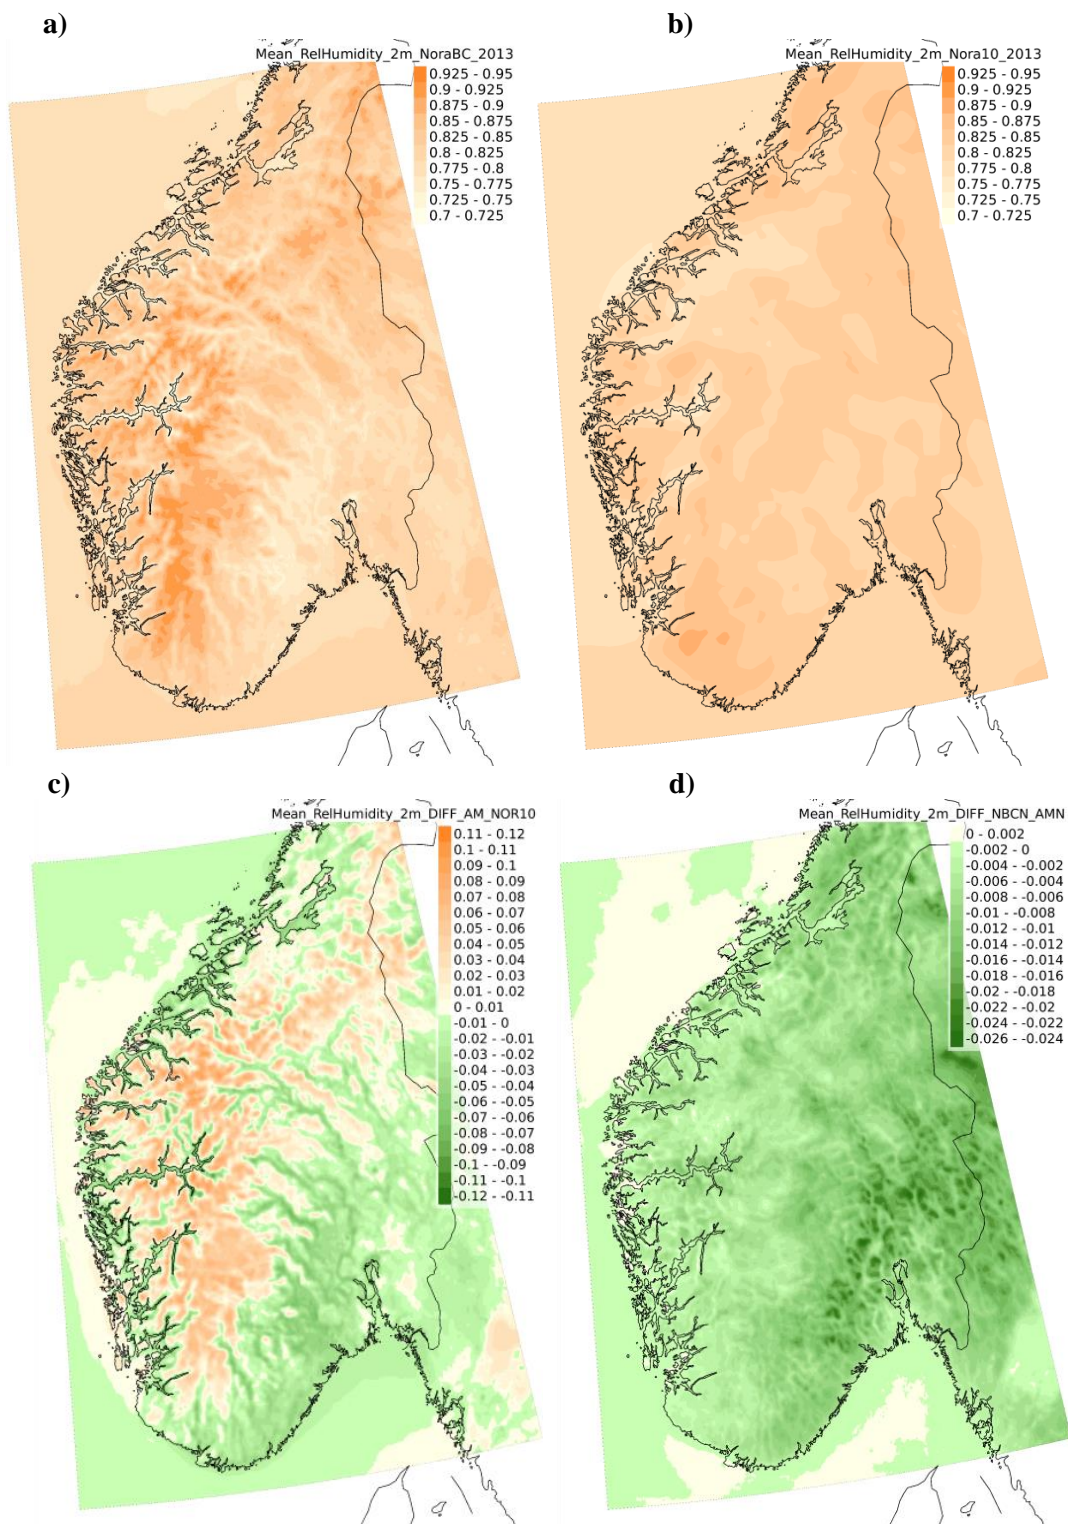 a)
Mean_RelHumidity_2m_NoraBC_2013
0.925 - 0.95
0.9 - 0.925
0.875 - 0.9
0.85 - 0.875
0.825 - 0.85
0.8 - 0.825
0.775 - 0.8
0.75 - 0.775
0.725 - 0.75
0.7 - 0.725
b)
Mean_RelHumidity_2m_Nora10_2013
0.925 - 0.95
0.9 - 0.925
0.875 - 0.9
0.85 - 0.875
0.825 - 0.85
0.8 - 0.825
0.775 - 0.8
0.75 - 0.775
0.725 - 0.75
0.7 - 0.725
c)
Mean_RelHumidity_2m_DIFF_AM_NOR10
0.11 - 0.12
0.1 - 0.11
0.09 - 0.1
0.08 - 0.09
0.07 - 0.08
0.06 - 0.07
0.05 - 0.06
0.04 - 0.05
0.03 - 0.04
0.02 - 0.03
0.01 - 0.02
0 - 0.01
-0.01 - 0
-0.02 - -0.01
-0.03 - -0.02
-0.04 - -0.03
-0.05 - -0.04
-0.06 - -0.05
-0.07 - -0.06
-0.08 - -0.07
-0.09 - -0.08
-0.1 - -0.09
-0.11 - -0.1
-0.12 - -0.11
d)
Mean_RelHumidity_2m_DIFF_NBCN_AMN
0 - 0.002
-0.002 - 0
-0.004 - -0.002
-0.006 - -0.004
-0.008 - -0.006
-0.01 - -0.008
-0.012 - -0.01
-0.014 - -0.012
-0.016 - -0.014
-0.018 - -0.016
-0.02 - -0.018
-0.022 - -0.02
-0.024 - -0.022
-0.026 - -0.024